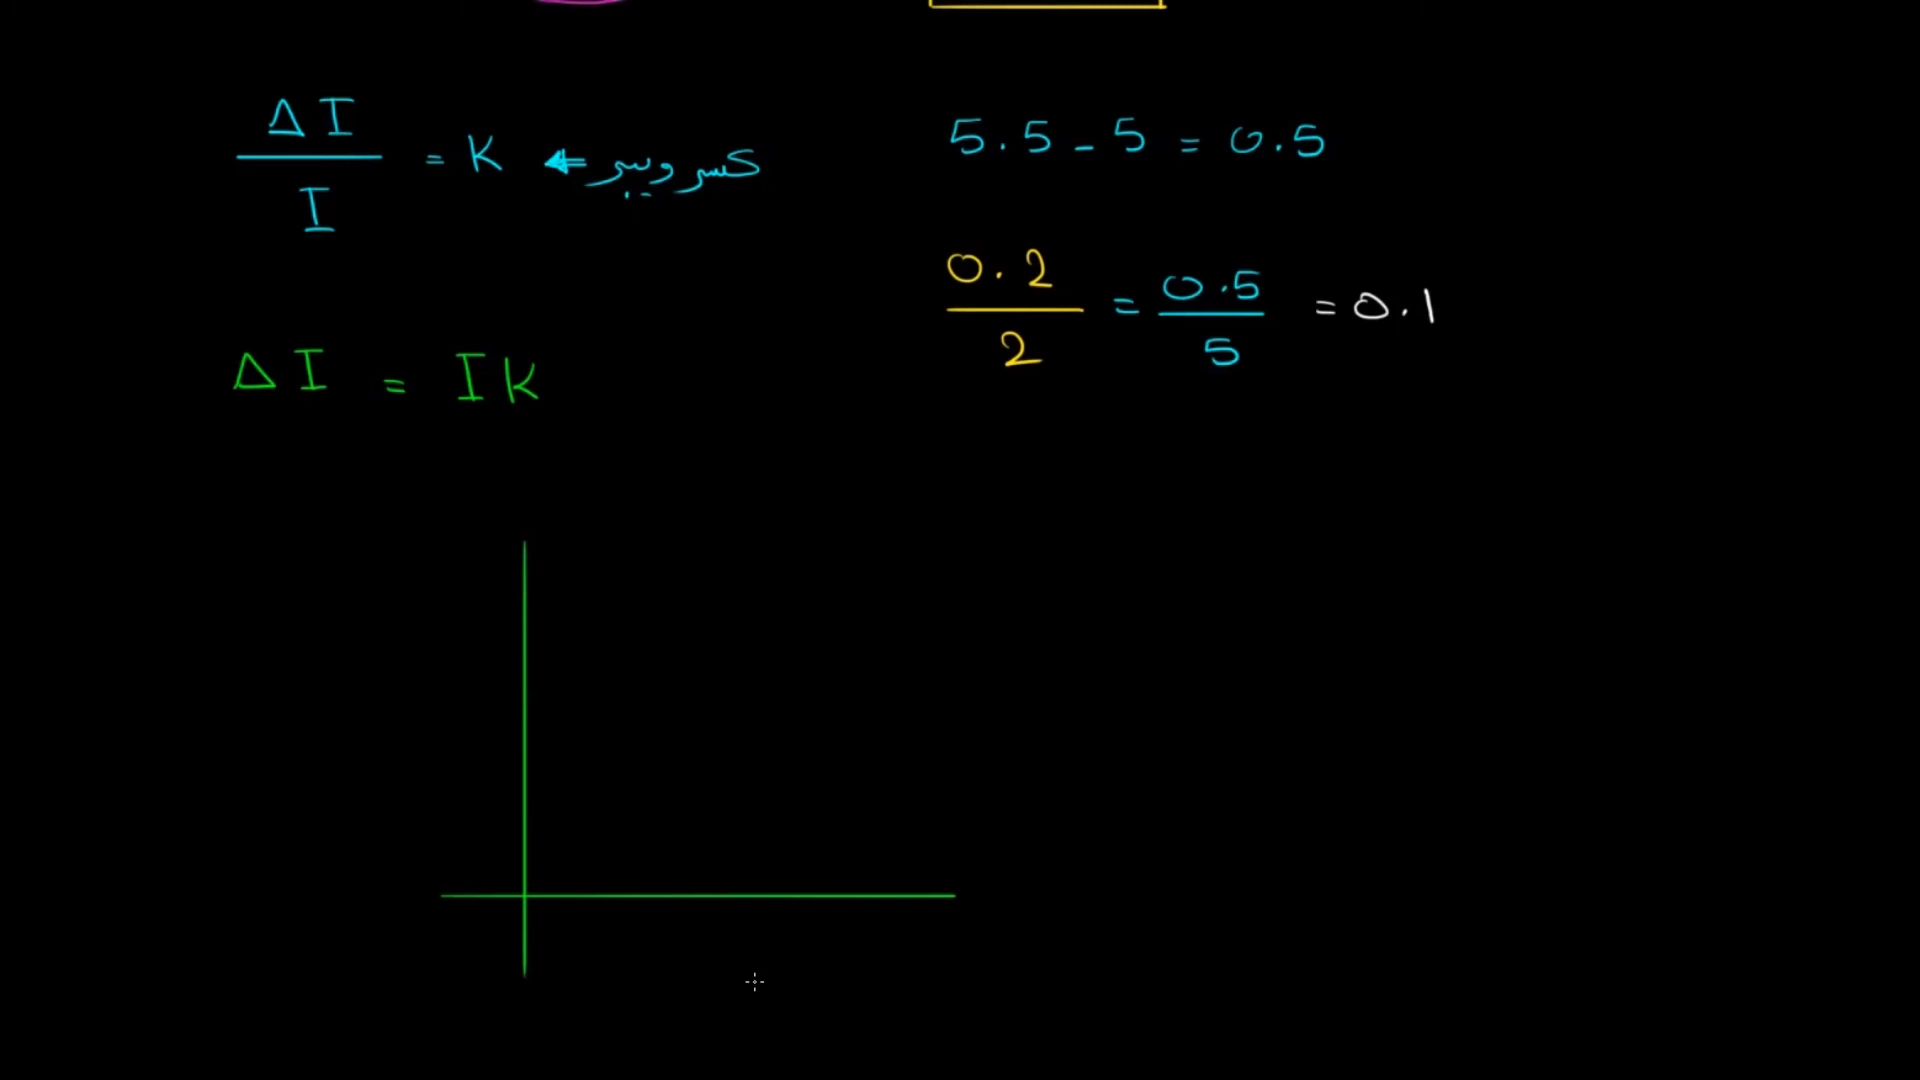 ΔI / I = K ⇐ کسر وبر
5.5 - 5 = 0.5
0.2 / 2 = 0.5 / 5 = 0.1
ΔI = IK